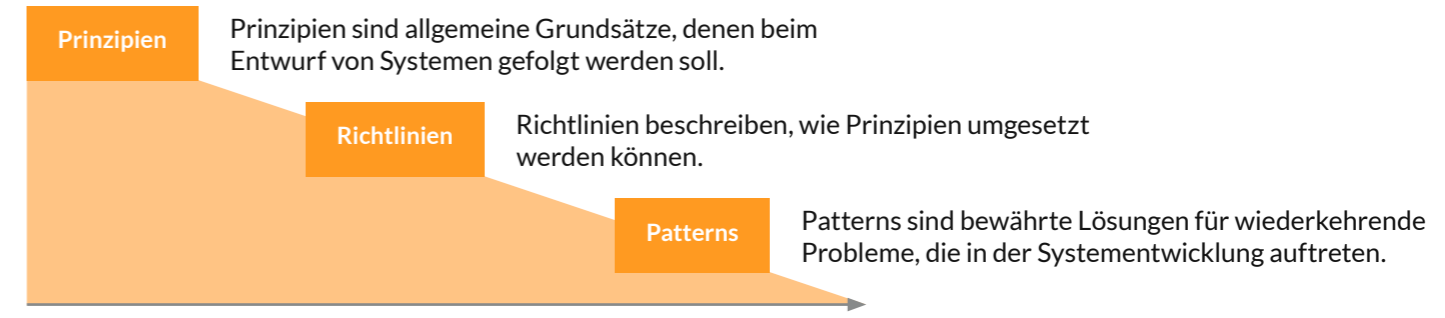 Prinzipien
Prinzipien sind allgemeine Grundsätze, denen beim
Entwurf von Systemen gefolgt werden soll.
Richtlinien
Richtlinien beschreiben, wie Prinzipien umgesetzt
werden können.
Patterns
Patterns sind bewährte Lösungen für wiederkehrende
Probleme, die in der Systementwicklung auftreten.